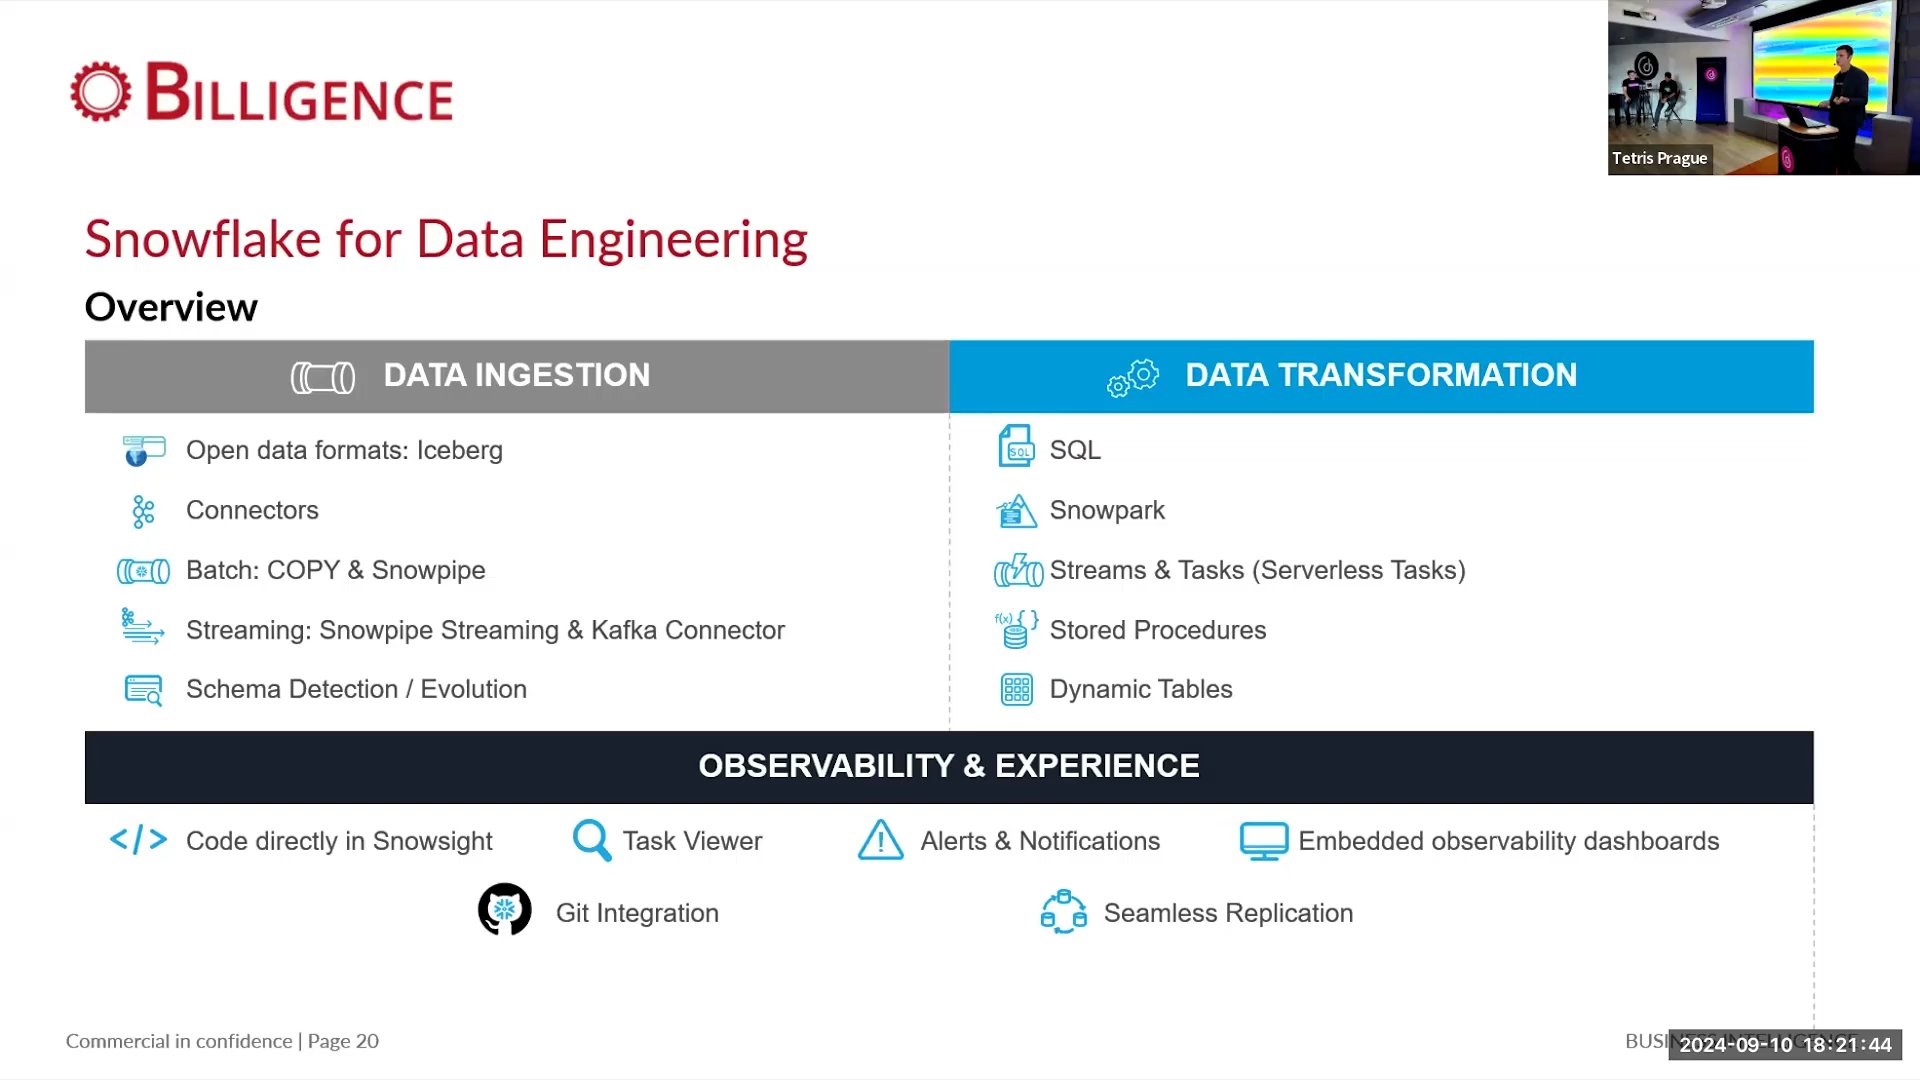 BILLIGENCE
Tetris Prague
Snowflake for Data Engineering
Overview
DATA INGESTION
DATA TRANSFORMATION
Open data formats: Iceberg
SQL
SQL
Connectors
Snowpark
Batch: COPY & Snowpipe
Streams & Tasks (Serverless Tasks)
Streaming: Snowpipe Streaming & Kafka Connector
f(x) { }
Stored Procedures
Schema Detection / Evolution
Dynamic Tables
OBSERVABILITY & EXPERIENCE
</> Code directly in Snowsight
Task Viewer
Alerts & Notifications
Embedded observability dashboards
Git Integration
Seamless Replication
Commercial in confidence | Page 20
2024-09-10 18:21:44